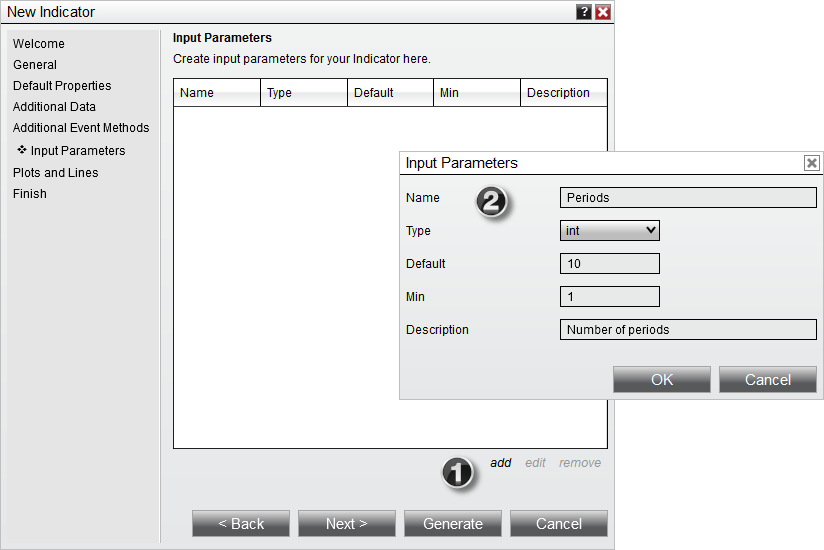 New Indicator
?
Welcome
General
Default Properties
Additional Data
Additional Event Methods
Input Parameters
Plots and Lines
Finish
Input Parameters
Create input parameters for your Indicator here.
Name Type Default Min Description
Input Parameters
Name 2 Periods
Type int
Default 10
Min 1
Description Number of periods
OK Cancel
1 add edit remove
< Back Next > Generate Cancel